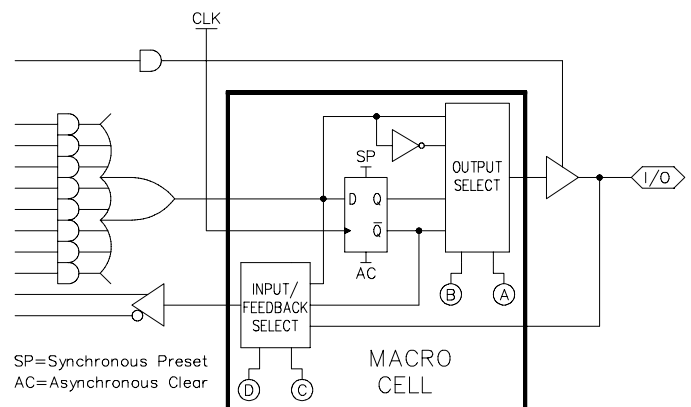 CLK
SP
D Q
Q̅
AC
OUTPUT
SELECT
I/O
B A
INPUT/
FEEDBACK
SELECT
D C
MACRO
CELL
SP=Synchronous Preset
AC=Asynchronous Clear